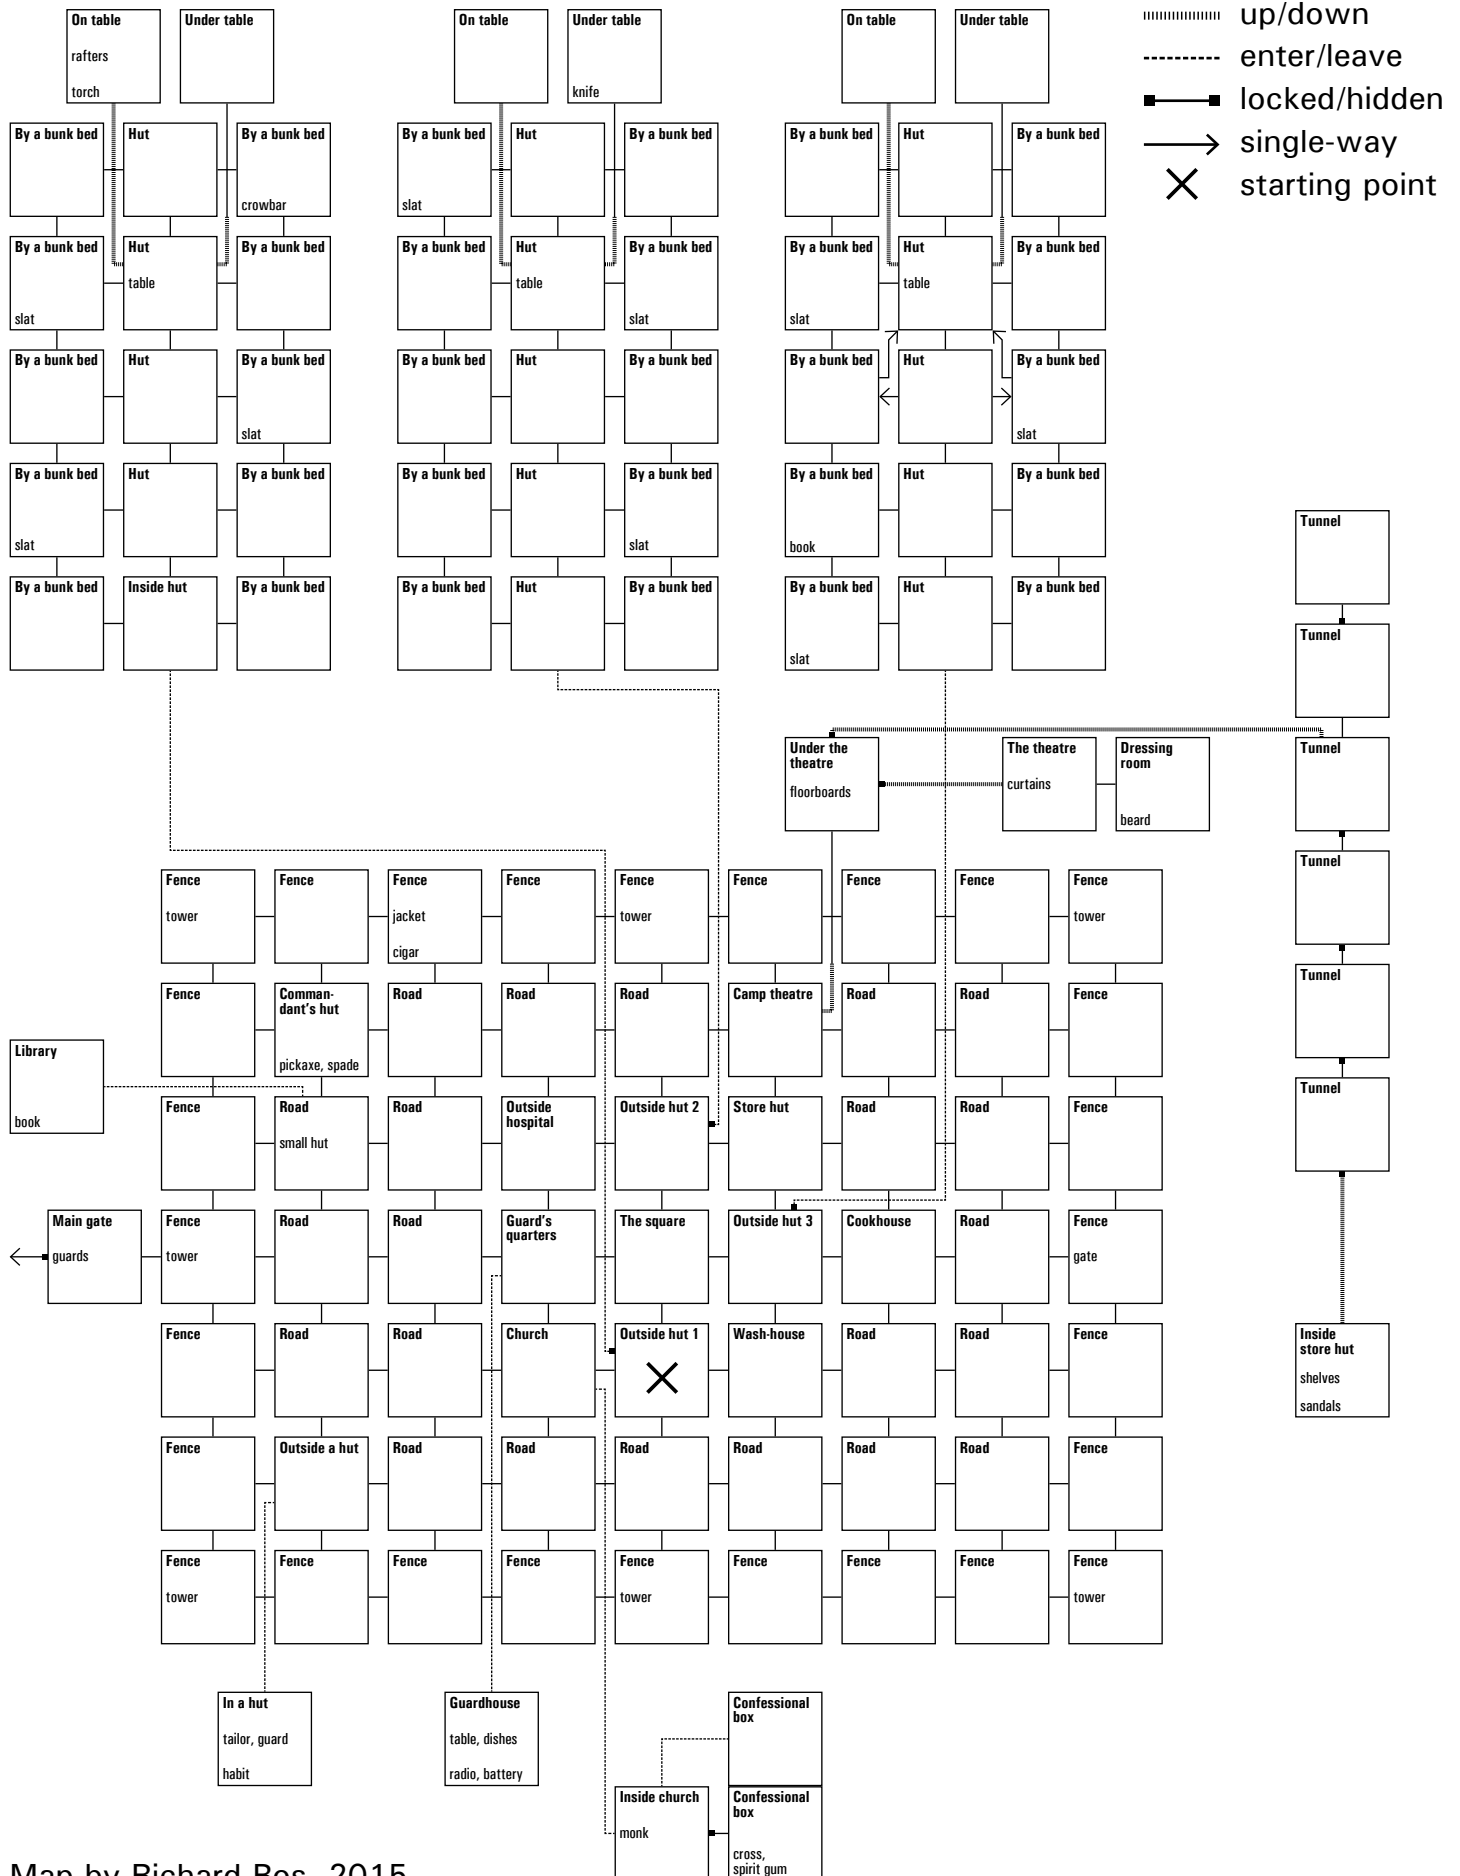 On table
rafters
torch
Under table
On table
Under table
knife
On table
Under table
up/down
enter/leave
locked/hidden
single-way
starting point
By a bunk bed
Hut
By a bunk bed
crowbar
By a bunk bed
slat
Hut
By a bunk bed
By a bunk bed
Hut
By a bunk bed
By a bunk bed
slat
Hut
table
By a bunk bed
By a bunk bed
Hut
table
By a bunk bed
slat
By a bunk bed
slat
Hut
table
By a bunk bed
By a bunk bed
Hut
By a bunk bed
slat
By a bunk bed
Hut
By a bunk bed
By a bunk bed
Hut
By a bunk bed
slat
By a bunk bed
slat
Hut
By a bunk bed
By a bunk bed
Hut
By a bunk bed
slat
By a bunk bed
book
Hut
By a bunk bed
By a bunk bed
Inside hut
By a bunk bed
By a bunk bed
Hut
By a bunk bed
By a bunk bed
slat
Hut
By a bunk bed
Tunnel
Tunnel
Under the
theatre
floorboards
The theatre
curtains
Dressing
room
beard
Tunnel
Fence
tower
Fence
Fence
jacket
cigar
Fence
Fence
tower
Fence
Fence
Fence
Fence
tower
Tunnel
Fence
Comman-
dant's hut
pickaxe, spade
Road
Road
Road
Camp theatre
Road
Road
Fence
Tunnel
Library
book
Fence
Road
small hut
Road
Outside
hospital
Outside hut 2
Store hut
Road
Road
Fence
Tunnel
Main gate
guards
Fence
tower
Road
Road
Guard's
quarters
The square
Outside hut 3
Cookhouse
Road
Fence
gate
Fence
Road
Road
Church
Outside hut 1
Wash-house
Road
Road
Fence
Inside
store hut
shelves
sandals
Fence
Outside a hut
Road
Road
Road
Road
Road
Road
Fence
Fence
tower
Fence
Fence
Fence
Fence
tower
Fence
Fence
Fence
Fence
tower
In a hut
tailor, guard
habit
Guardhouse
table, dishes
radio, battery
Confessional
box
Inside church
monk
Confessional
box
cross,
spirit gum
Map by Richard Bos, 2015